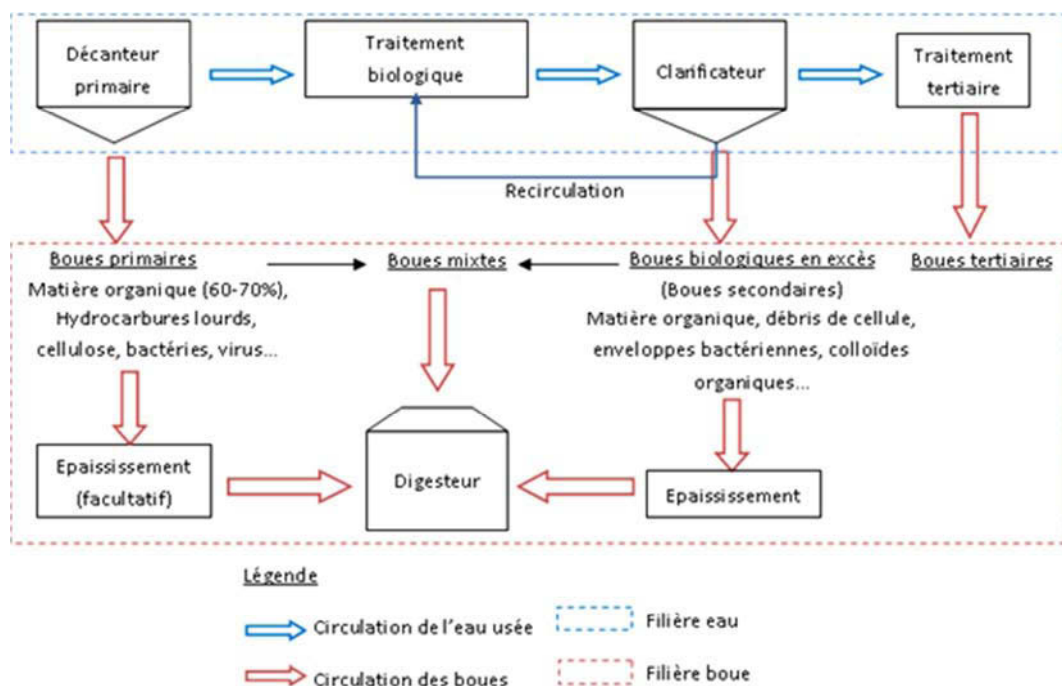 Décanteur
primaire
Traitement
biologique
Clarificateur
Traitement
tertiaire
Recirculation
Boues primaires
Matière organique (60-70%),
Hydrocarbures lourds,
cellulose, bactéries, virus...
Boues mixtes
Boues biologiques en excès
(Boues secondaires)
Matière organique, débris de cellule,
enveloppes bactériennes, colloïdes
organiques...
Boues tertiaires
Epaississement
(facultatif)
Digesteur
Epaississement
Légende
Circulation de l'eau usée
Filière eau
Circulation des boues
Filière boue